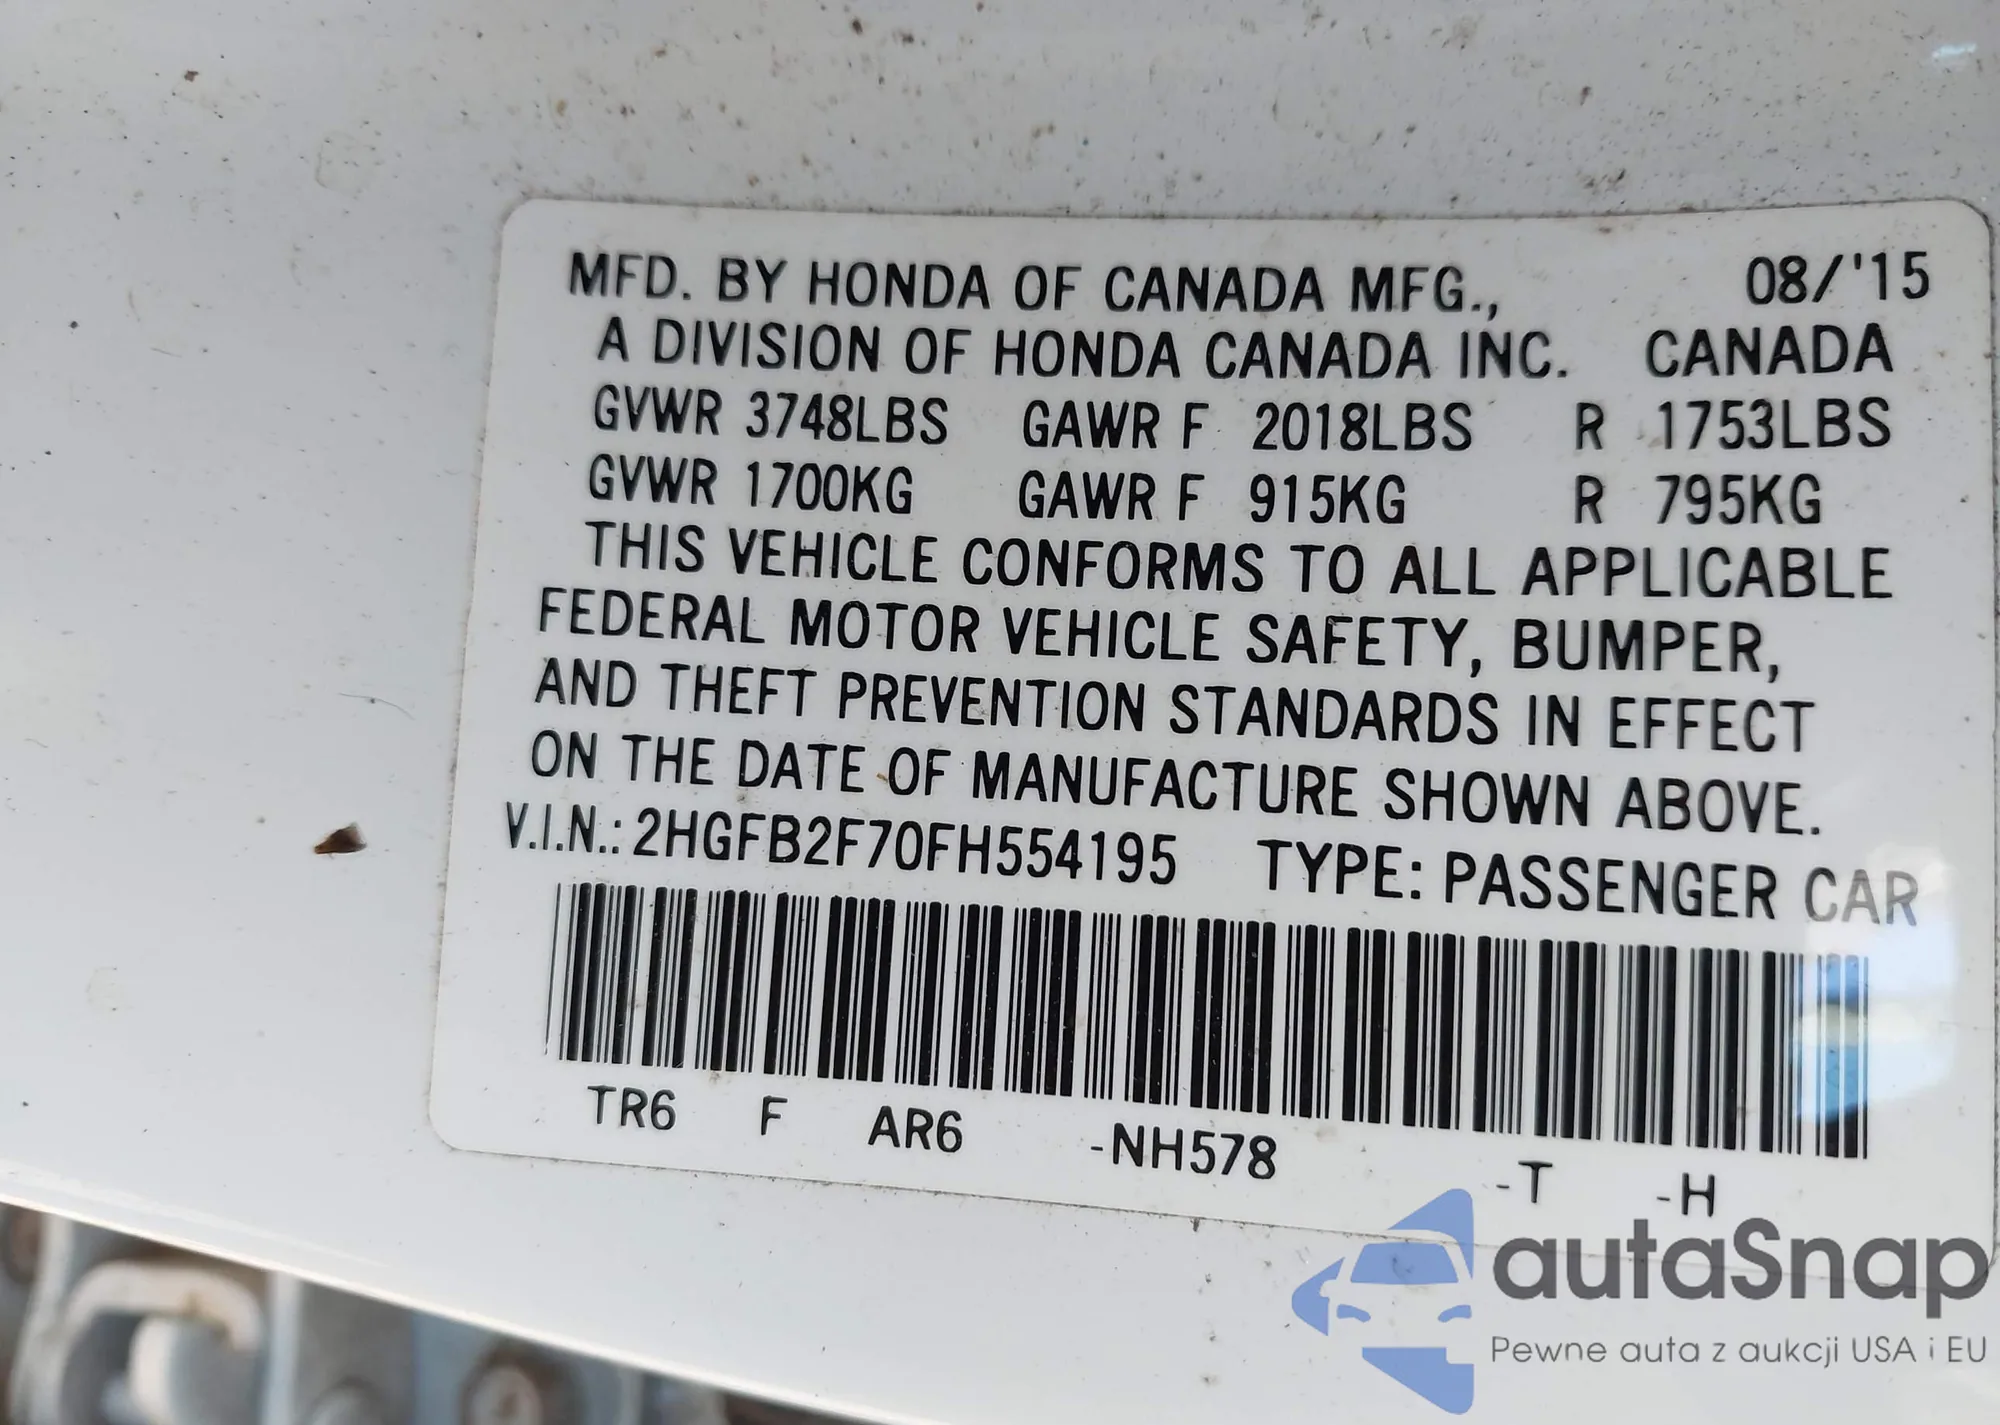 MFD. BY HONDA OF CANADA MFG., 08/'15
A DIVISION OF HONDA CANADA INC. CANADA
GVWR 3748LBS GAWR F 2018LBS R 1753LBS
GVWR 1700KG GAWR F 915KG R 795KG
THIS VEHICLE CONFORMS TO ALL APPLICABLE
FEDERAL MOTOR VEHICLE SAFETY, BUMPER,
AND THEFT PREVENTION STANDARDS IN EFFECT
ON THE DATE OF MANUFACTURE SHOWN ABOVE.
V.I.N.: 2HGFB2F70FH554195 TYPE: PASSENGER CAR
TR6 F AR6 -NH578 -T -H
autaSnap
Pewne auta z aukcji USA i EU